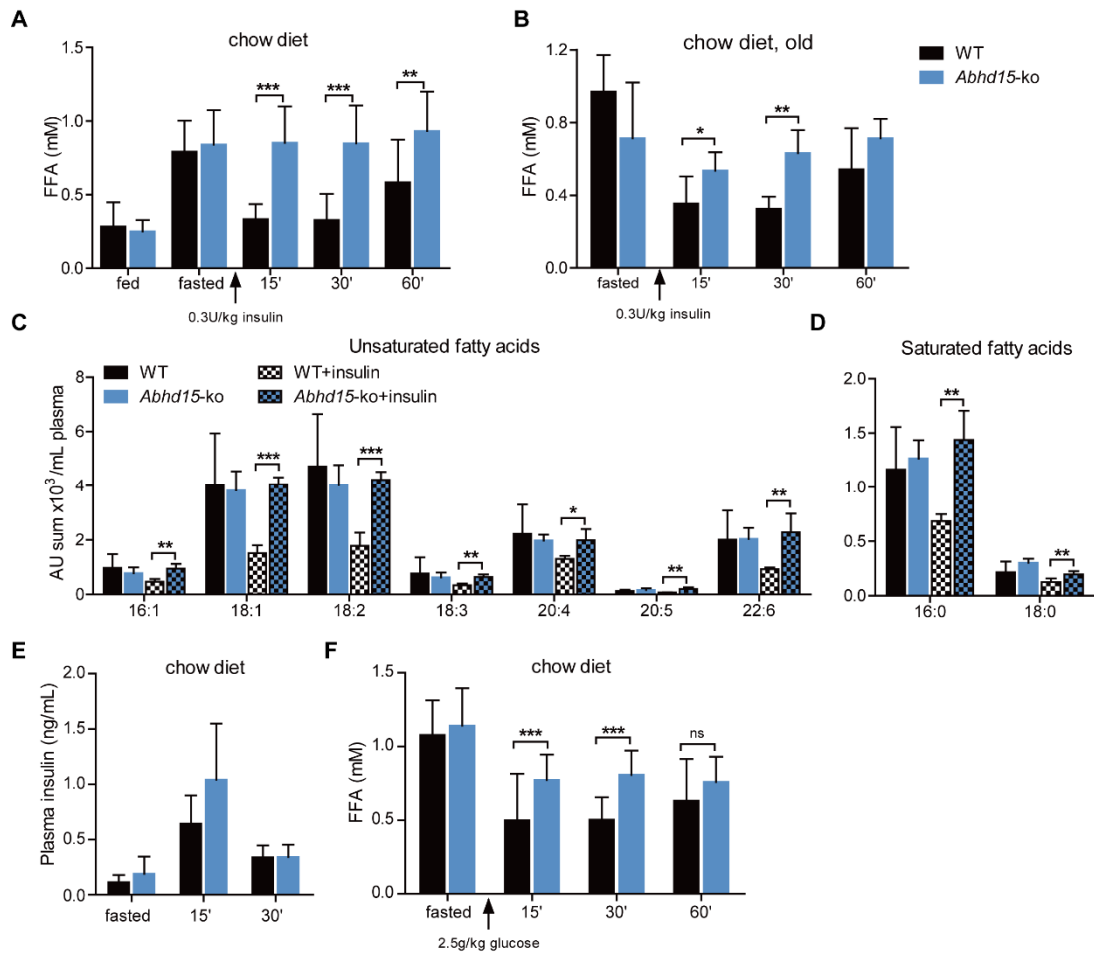 A
chow diet
FFA (mM)
1.5
1.0
0.5
0.0
***
***
**
fed
fasted
15'
30'
60'
0.3U/kg insulin
B
chow diet, old
FFA (mM)
1.2
0.8
0.4
0.0
*
**
fasted
15'
30'
60'
0.3U/kg insulin
WT
Abhd15-ko
C
Unsaturated fatty acids
WT
WT+insulin
Abhd15-ko
Abhd15-ko+insulin
AU sum x10³/mL plasma
8
6
4
2
0
**
***
***
**
*
**
**
16:1
18:1
18:2
18:3
20:4
20:5
22:6
D
Saturated fatty acids
2.0
1.5
1.0
0.5
0.0
**
**
16:0
18:0
E
chow diet
Plasma insulin (ng/mL)
2.0
1.5
1.0
0.5
0.0
fasted
15'
30'
F
chow diet
FFA (mM)
1.5
1.0
0.5
0.0
***
***
ns
fasted
15'
30'
60'
2.5g/kg glucose